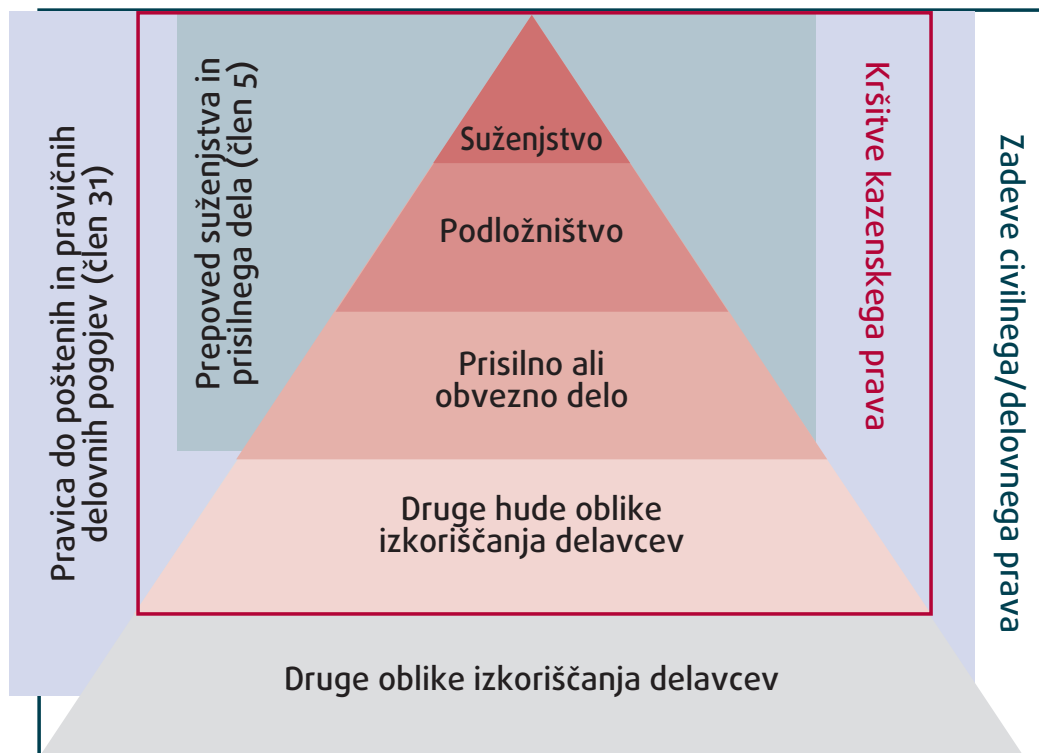 Pravica do poštenih in pravičnih
delovnih pogojev (člen 31)
Prepoved suženjstva in
prisilnega dela (člen 5)
Suženjstvo
Podložništvo
Prisilno ali
obvezno delo
Druge hude oblike
izkoriščanja delavcev
Druge oblike izkoriščanja delavcev
Kršitve kazenskega prava
Zadeve civilnega/delovnega prava